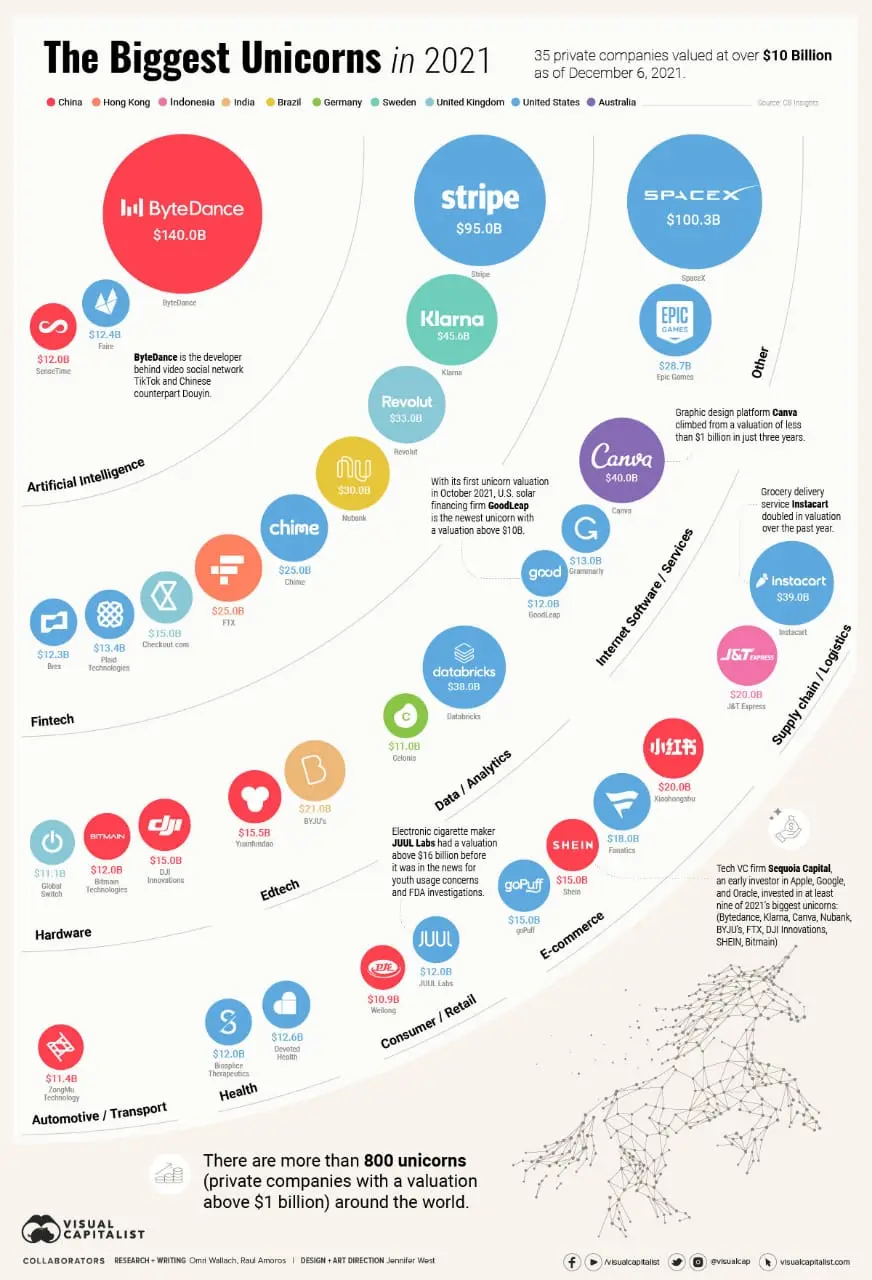 The Biggest Unicorns in 2021
35 private companies valued at over $10 Billion
as of December 6, 2021.
China Hong Kong Indonesia India Brazil Germany Sweden United Kingdom United States Australia
Source: CB Insights
ByteDance
$140.0B
ByteDance
$12.4B
Faire
$12.0B
SenseTime
ByteDance is the developer
behind video social network
TikTok and Chinese
counterpart Douyin.
Artificial Intelligence
stripe
$95.0B
Stripe
Klarna
$45.6B
Klarna
Revolut
$33.0B
Revolut
$30.0B
Nubank
chime
$25.0B
Chime
$25.0B
FTX
$15.0B
Checkout.com
$13.4B
Plaid
Technologies
$12.3B
Brex
Fintech
SPACEX
$100.3B
SpaceX
EPIC
GAMES
$28.7B
Epic Games
Other
Graphic design platform Canva
climbed from a valuation of less
than $1 billion in just three years.
Canva
$40.0B
Canva
With its first unicorn valuation
in October 2021, U.S. solar
financing firm GoodLeap
is the newest unicorn with
a valuation above $10B.
G
$13.0B
Grammarly
good
$12.0B
GoodLeap
Internet Software / Services
Grocery delivery
service Instacart
doubled in valuation
over the past year.
instacart
$39.0B
Instacart
J&T EXPRESS
$20.0B
J&T Express
Supply chain / Logistics
databricks
$38.0B
Databricks
C
$11.0B
Celonis
Data / Analytics
B
$21.0B
BYJU's
$15.5B
Yuanfundao
Edtech
dji
$15.0B
DJI
Innovations
BITMAIN
$12.0B
Bitmain
Technologies
$11.1B
Global
Switch
Hardware
小红书
$20.0B
Xiaohongshu
$18.0B
Fanatics
SHEIN
$15.0B
Shein
goPuff
$15.0B
goPuff
E-commerce
Electronic cigarette maker
JUUL Labs had a valuation
above $16 billion before
it was in the news for
youth usage concerns
and FDA investigations.
JUUL
$12.0B
JUUL Labs
$10.9B
Weilong
Consumer / Retail
Tech VC firm Sequoia Capital,
an early investor in Apple, Google,
and Oracle, invested in at least
nine of 2021's biggest unicorns:
(Bytedance, Klarna, Canva, Nubank,
BYJU's, FTX, DJI Innovations,
SHEIN, Bitmain)
$12.6B
Devoted
Health
$12.0B
Biosplice
Therapeutics
Health
$11.4B
ZongMu
Technology
Automotive / Transport
There are more than 800 unicorns
(private companies with a valuation
above $1 billion) around the world.
VISUAL
CAPITALIST
COLLABORATORS RESEARCH + WRITING Omri Wallach, Raul Amoros | DESIGN + ART DIRECTION Jennifer West
/visualcapitalist @visualcap visualcapitalist.com